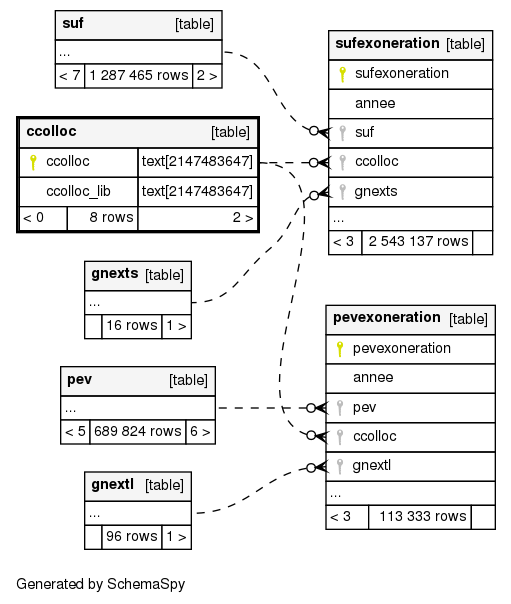 suf [table]
...
< 7 1 287 465 rows 2 >
sufexoneration [table]
sufexoneration
annee
suf
ccolloc
gnexts
...
< 3 2 543 137 rows
ccolloc [table]
ccolloc text[2147483647]
ccolloc_lib text[2147483647]
< 0 8 rows 2 >
gnexts [table]
...
16 rows 1 >
pevexoneration [table]
pevexoneration
annee
pev
ccolloc
gnextl
...
< 3 113 333 rows
pev [table]
...
< 5 689 824 rows 6 >
gnextl [table]
...
96 rows 1 >
Generated by SchemaSpy